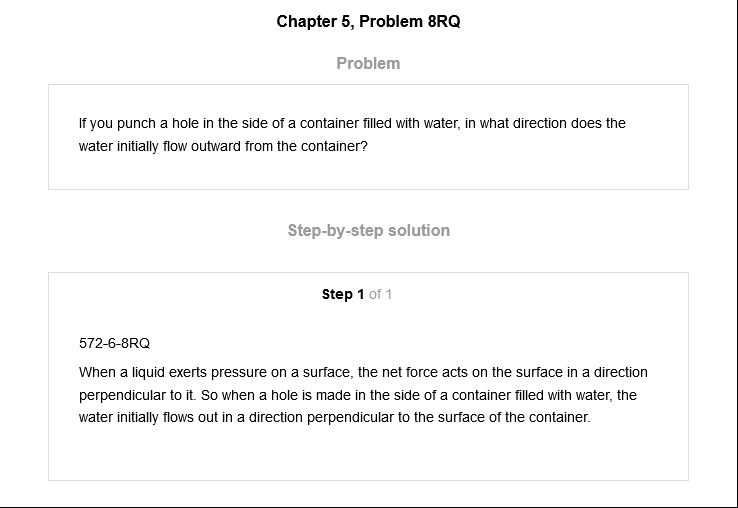 Chapter 5, Problem 8RQ
Problem
If you punch a hole in the side of a container filled with water, in what direction does the
water initially flow outward from the container?
Step-by-step solution
Step 1 of 1
572-6-8RQ
When a liquid exerts pressure on a surface, the net force acts on the surface in a direction
perpendicular to it. So when a hole is made in the side of a container filled with water, the
water initially flows out in a direction perpendicular to the surface of the container.